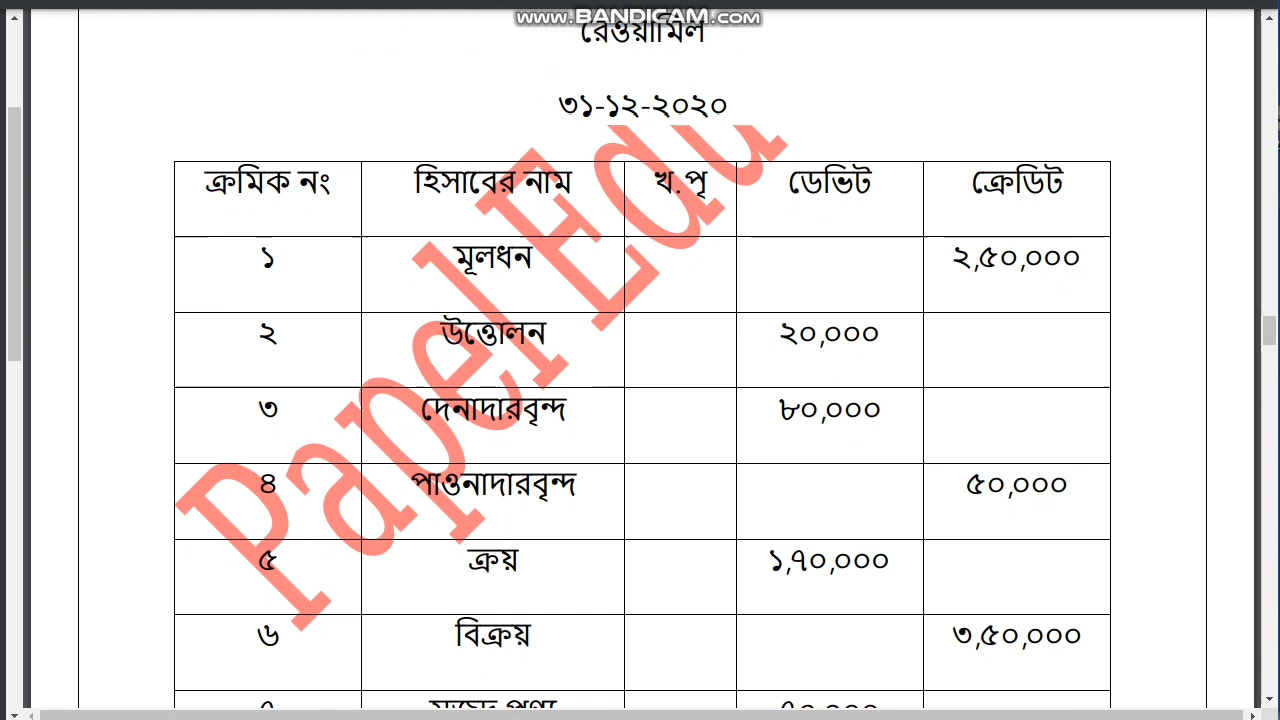 www.BANDICAM.com
রেওয়ামিল
৩১-১২-২০২০
ক্রমিক নং হিসাবের নাম খ.পৃ ডেভিট ক্রেডিট
১ মূলধন ২,৫০,০০০
২ উত্তোলন ২০,০০০
৩ দেনাদারবৃন্দ ৮০,০০০
৪ পাওনাদারবৃন্দ ৫০,০০০
৫ ক্রয় ১,৭০,০০০
৬ বিক্রয় ৩,৫০,০০০
Papel Edu